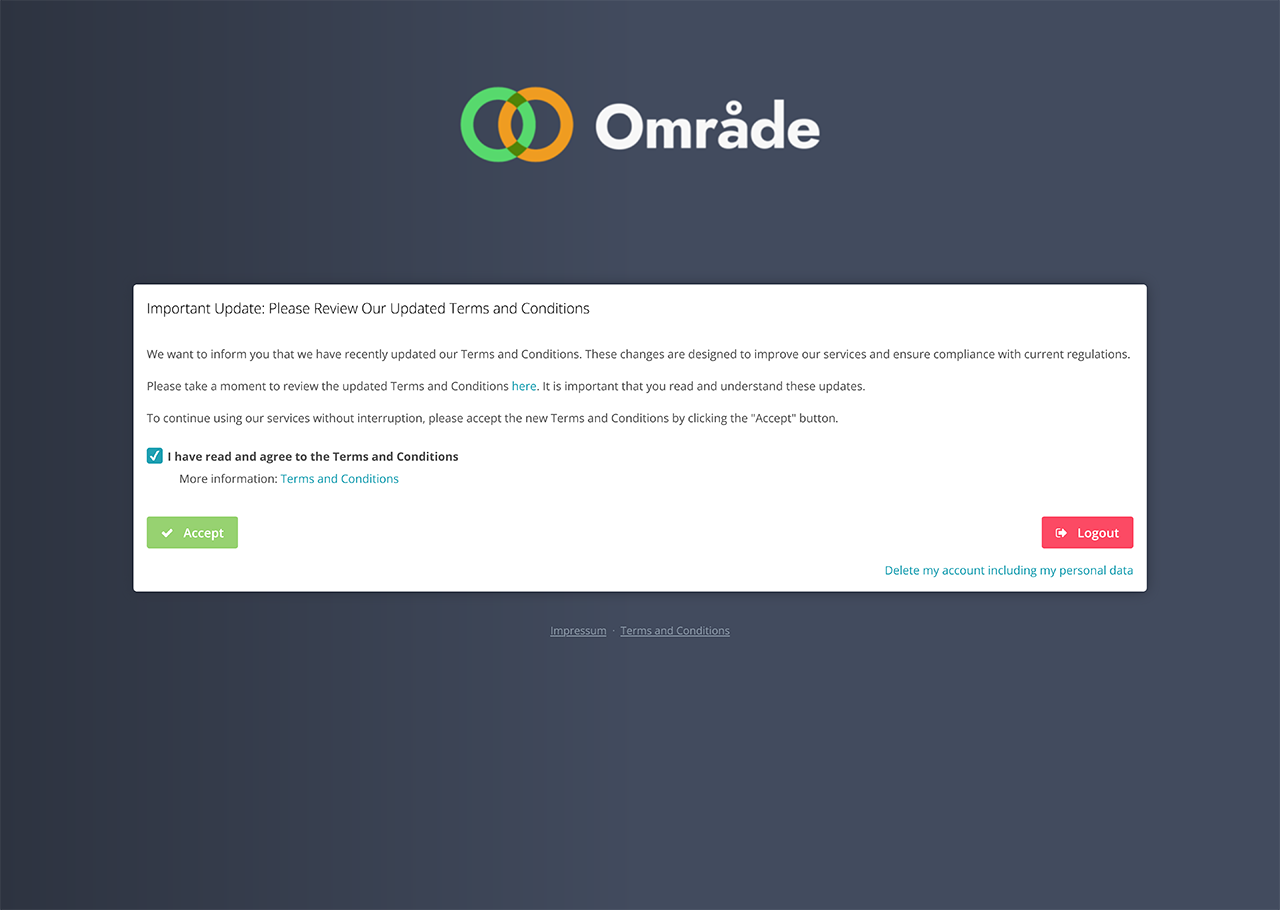 Område
Important Update: Please Review Our Updated Terms and Conditions
We want to inform you that we have recently updated our Terms and Conditions. These changes are designed to improve our services and ensure compliance with current regulations.
Please take a moment to review the updated Terms and Conditions here. It is important that you read and understand these updates.
To continue using our services without interruption, please accept the new Terms and Conditions by clicking the "Accept" button.
I have read and agree to the Terms and Conditions
More information: Terms and Conditions
Accept
Logout
Delete my account including my personal data
Impressum · Terms and Conditions